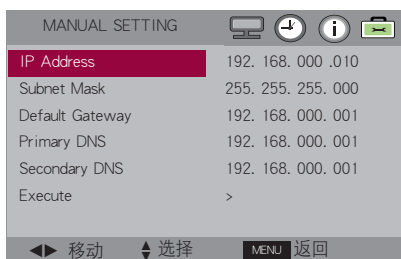 MANUAL SETTING
IP Address 192. 168. 000 .010
Subnet Mask 255. 255. 255. 000
Default Gateway 192. 168. 000. 001
Primary DNS 192. 168. 000. 001
Secondary DNS 192. 168. 000. 001
Execute >
◀▶ 移动 ▲▼ 选择 MENU 返回